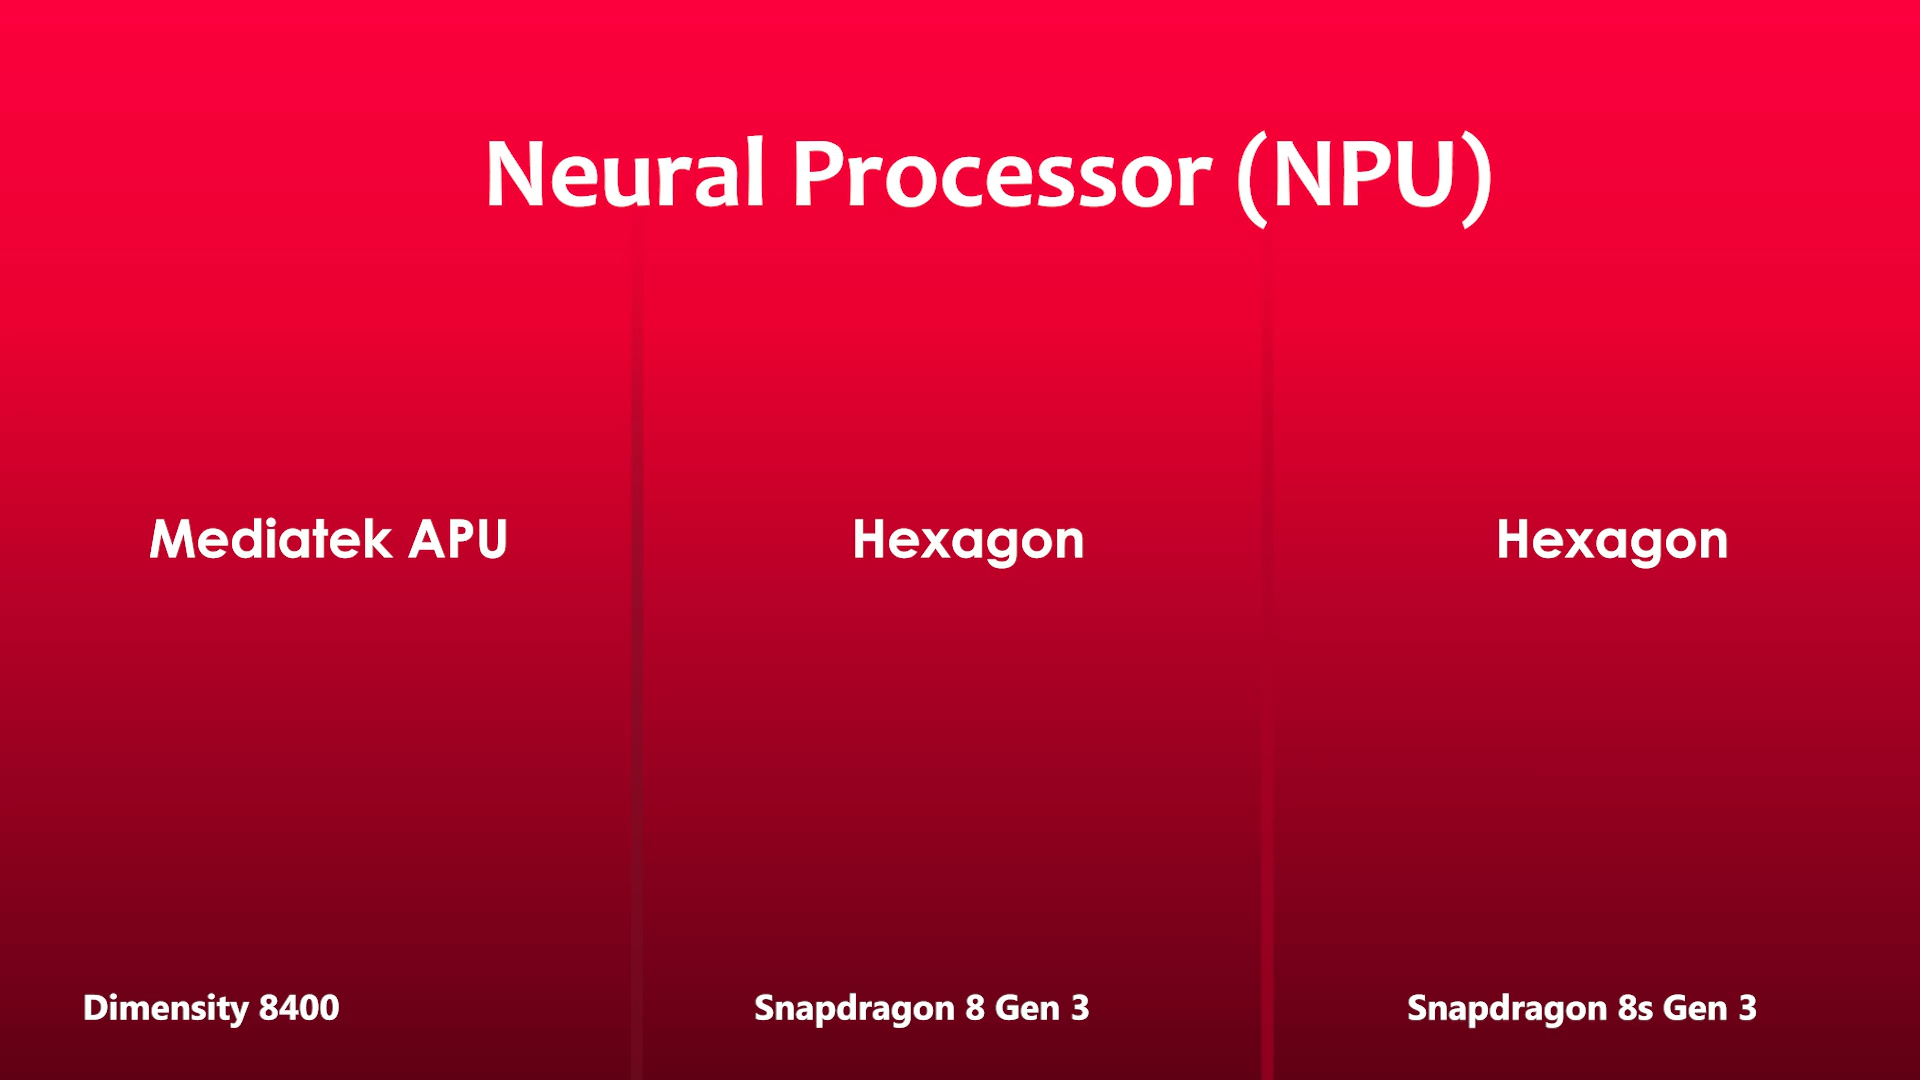 Neural Processor (NPU)
Mediatek APU
Hexagon
Hexagon
Dimensity 8400
Snapdragon 8 Gen 3
Snapdragon 8s Gen 3